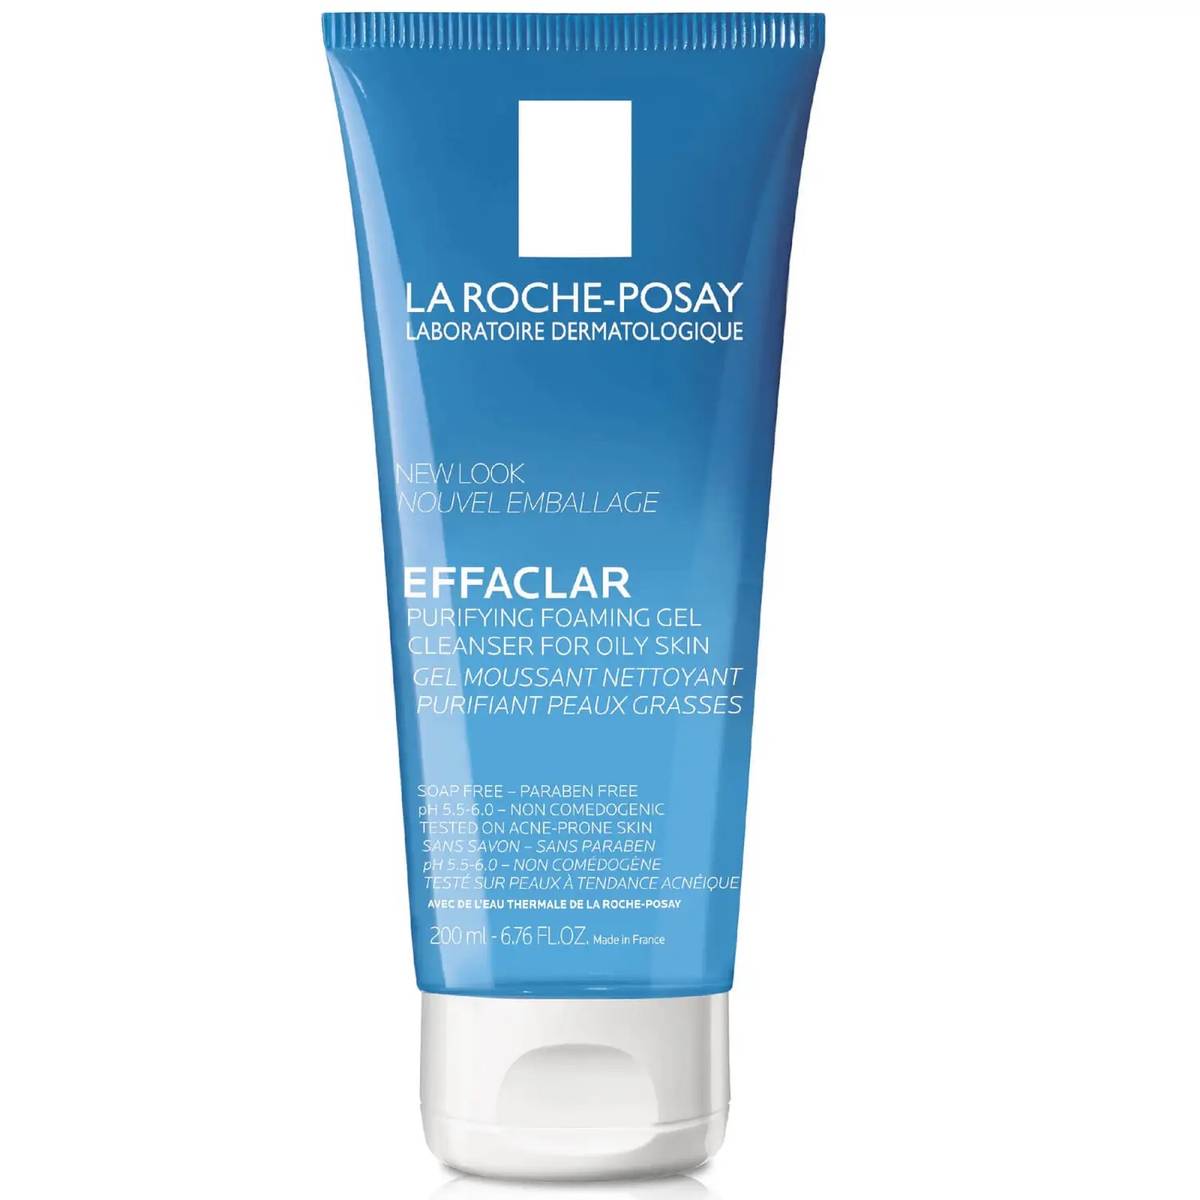 LA ROCHE-POSAY
LABORATOIRE DERMATOLOGIQUE
NEW LOOK
NOUVEL EMBALLAGE
EFFACLAR
PURIFYING FOAMING GEL
CLEANSER FOR OILY SKIN
GEL MOUSSANT NETTOYANT
PURIFIANT PEAUX GRASSES
SOAP FREE – PARABEN FREE
pH 5.5-6.0 – NON COMEDOGENIC
TESTED ON ACNE-PRONE SKIN
SANS SAVON – SANS PARABEN
pH 5.5-6.0 – NON COMÉDOGÈNE
TESTÉ SUR PEAUX À TENDANCE ACNÉIQUE
AVEC DE L'EAU THERMALE DE LA ROCHE-POSAY
200 ml - 6.76 FL.OZ. Made in France